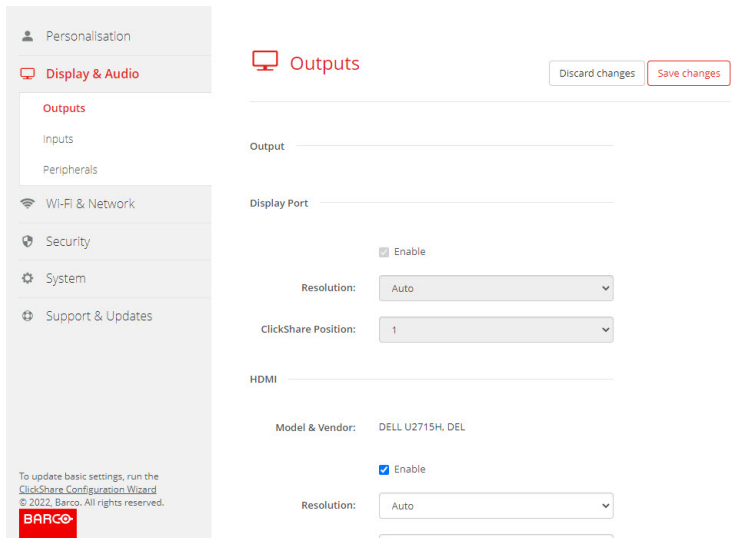 Personalisation
Display & Audio
Outputs
Inputs
Peripherals
Wi-Fi & Network
Security
System
Support & Updates
To update basic settings, run the
ClickShare Configuration Wizard
© 2022, Barco. All rights reserved.
BARCO
Outputs
Discard changes
Save changes
Output
Display Port
Enable
Resolution: Auto
ClickShare Position: 1
HDMI
Model & Vendor: DELL U2715H, DEL
Enable
Resolution: Auto